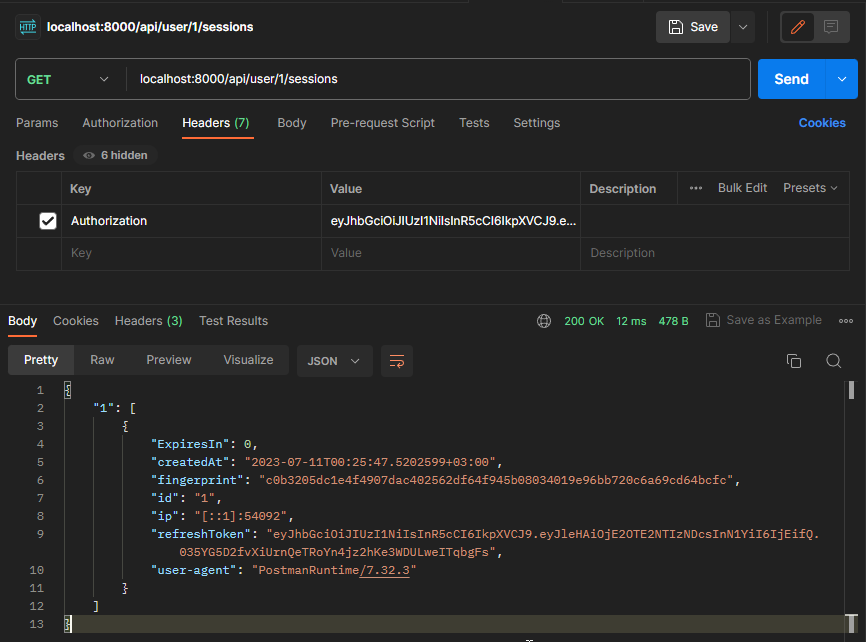 HTTP localhost:8000/api/user/1/sessions Save
GET localhost:8000/api/user/1/sessions Send
Params Authorization Headers (7) Body Pre-request Script Tests Settings Cookies
Headers 6 hidden
Key Value Description Bulk Edit Presets
Authorization eyJhbGciOiJIUzI1NiIsInR5cCI6IkpXVCJ9.e...
Key Value Description
Body Cookies Headers (3) Test Results 200 OK 12 ms 478 B Save as Example
Pretty Raw Preview Visualize JSON
1 {
2 "1": [
3 {
4 "ExpiresIn": 0,
5 "createdAt": "2023-07-11T00:25:47.5202599+03:00",
6 "fingerprint": "c0b3205dc1e4f4907dac402562df64f945b08034019e96bb720c6a69cd64bcfc",
7 "id": "1",
8 "ip": "[::1]:54092",
9 "refreshToken": "eyJhbGciOiJIUzI1NiIsInR5cCI6IkpXVCJ9.eyJleHAiOjE2OTE2NTIzNDcsInN1YiI6IjEifQ.
035YG5D2fvXiUrnQeTRoYn4jz2hKe3WDULweITqbgFs",
10 "user-agent": "PostmanRuntime/7.32.3"
11 }
12 ]
13 }